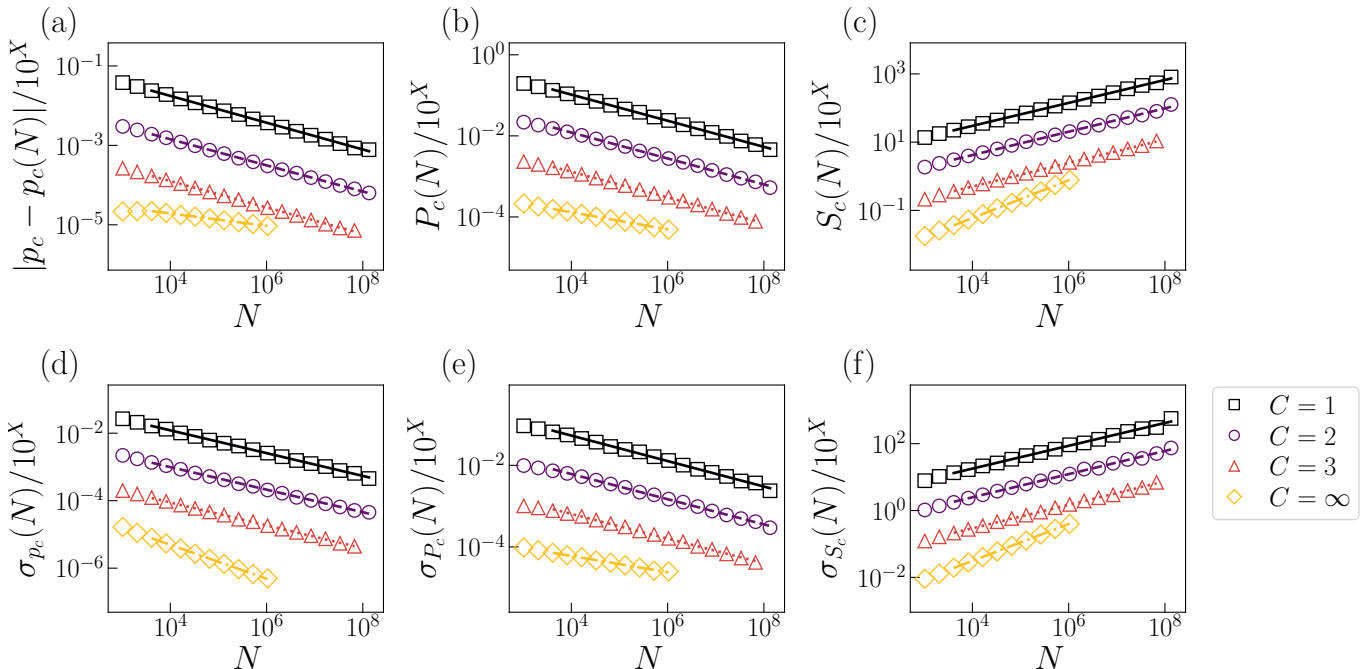 (a)
|p_c − p_c(N)|/10^X
10^−1
10^−3
10^−5
10^4 10^6 10^8
N
(b)
P_c(N)/10^X
10^0
10^−2
10^−4
10^4 10^6 10^8
N
(c)
S_c(N)/10^X
10^3
10^1
10^−1
10^4 10^6 10^8
N
(d)
σ_{p_c}(N)/10^X
10^−2
10^−4
10^−6
10^4 10^6 10^8
N
(e)
σ_{P_c}(N)/10^X
10^−2
10^−4
10^4 10^6 10^8
N
(f)
σ_{S_c}(N)/10^X
10^2
10^0
10^−2
10^4 10^6 10^8
N
C = 1
C = 2
C = 3
C = ∞